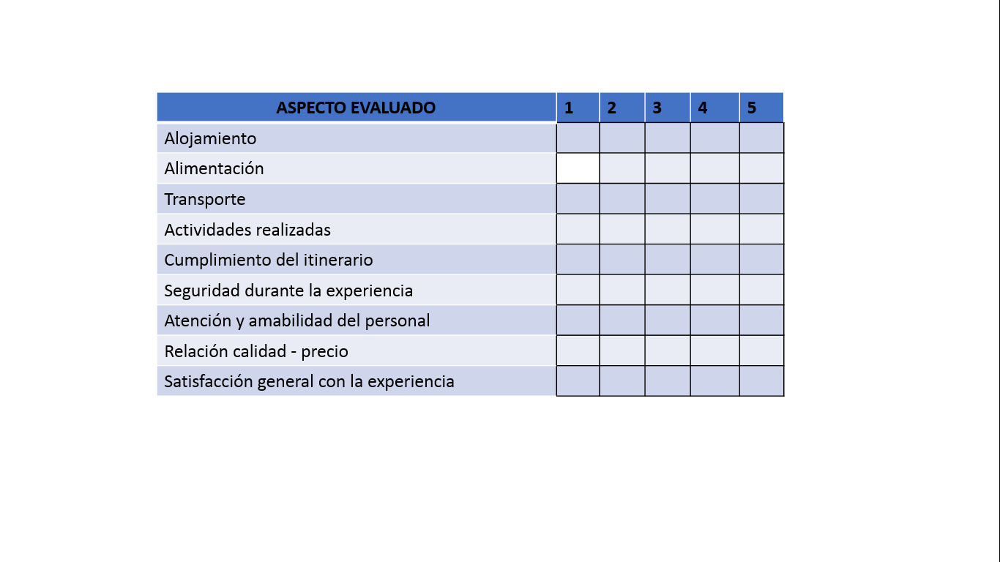 ASPECTO EVALUADO 1 2 3 4 5
Alojamiento
Alimentación
Transporte
Actividades realizadas
Cumplimiento del itinerario
Seguridad durante la experiencia
Atención y amabilidad del personal
Relación calidad - precio
Satisfacción general con la experiencia